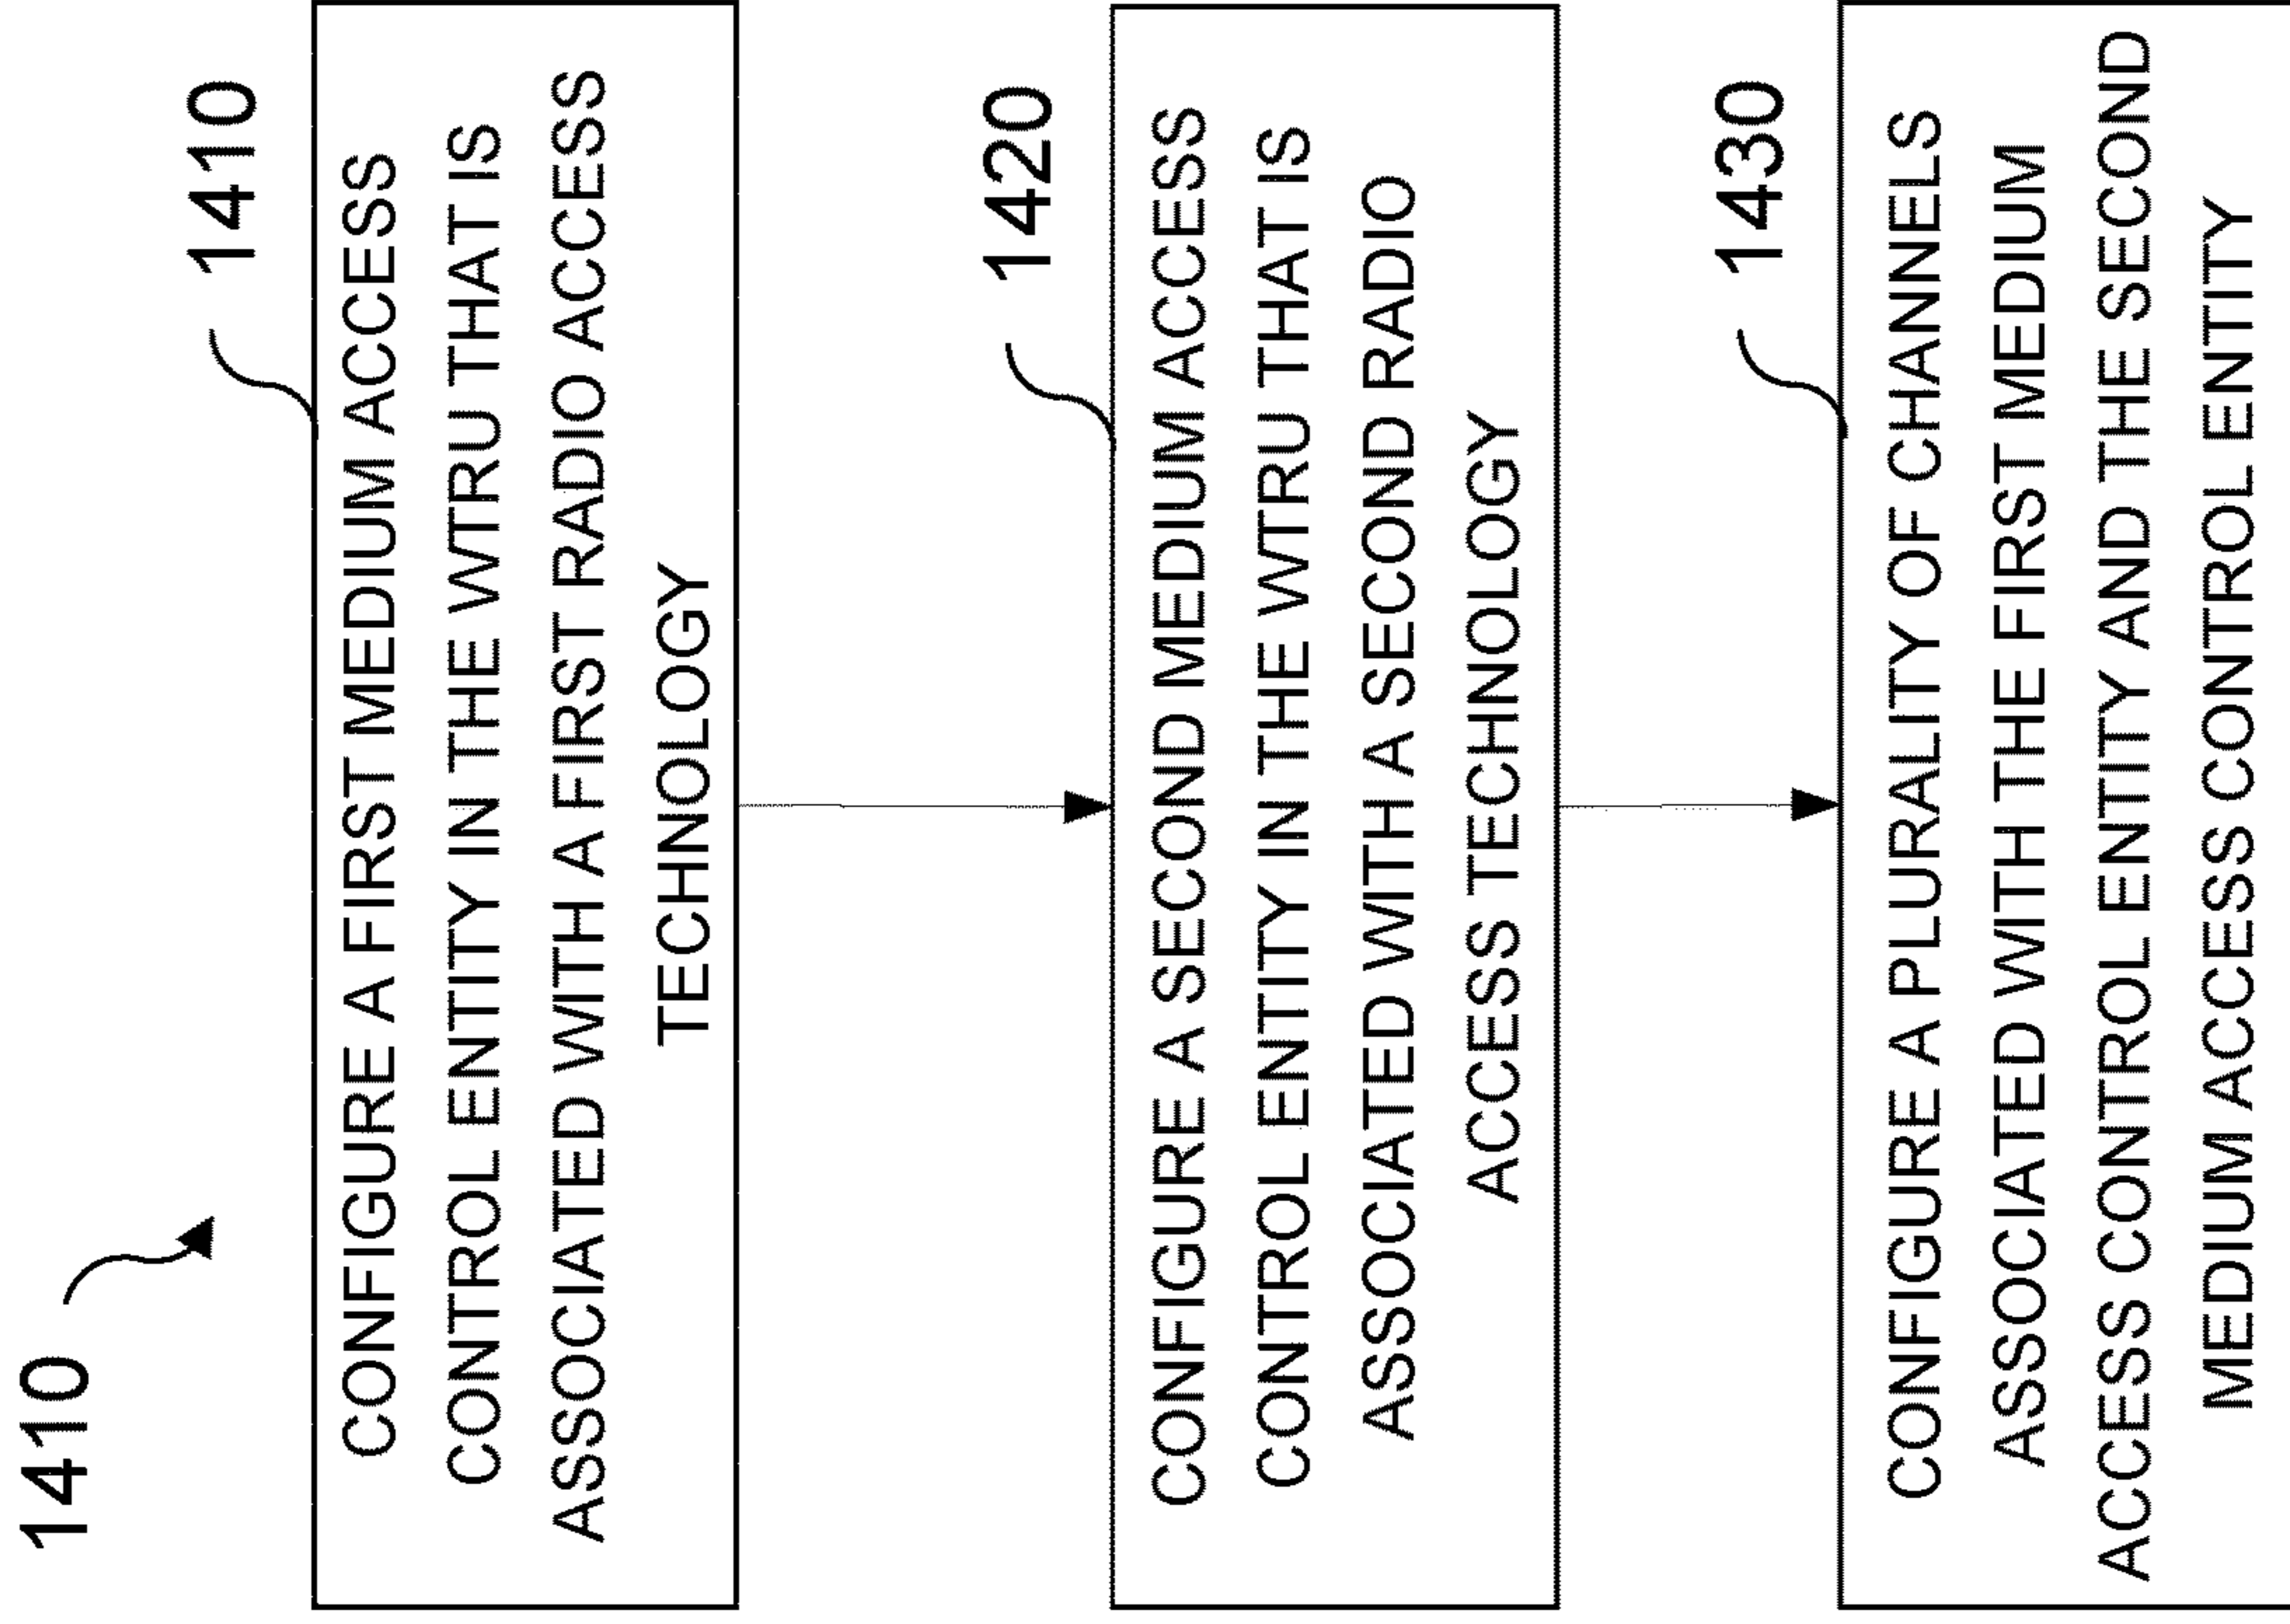 1410
1410
CONFIGURE A FIRST MEDIUM ACCESS
CONTROL ENTITY IN THE WTRU THAT IS
ASSOCIATED WITH A FIRST RADIO ACCESS
TECHNOLOGY
1420
CONFIGURE A SECOND MEDIUM ACCESS
CONTROL ENTITY IN THE WTRU THAT IS
ASSOCIATED WITH A SECOND RADIO
ACCESS TECHNOLOGY
1430
CONFIGURE A PLURALITY OF CHANNELS
ASSOCIATED WITH THE FIRST MEDIUM
ACCESS CONTROL ENTITY AND THE SECOND
MEDIUM ACCESS CONTROL ENTITY